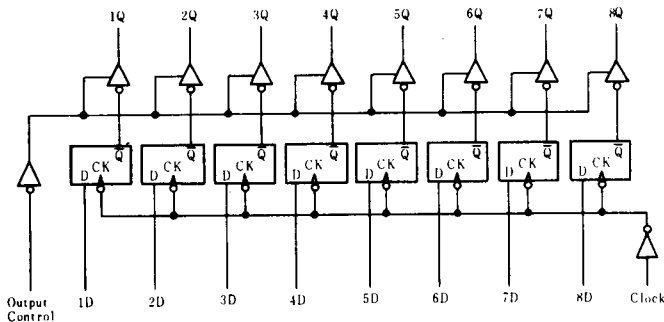 1Q 2Q 3Q 4Q 5Q 6Q 7Q 8Q
Q̅ Q̅ Q̅ Q̅ Q̅ Q̅ Q̅ Q̅
CK CK CK CK CK CK CK CK
D D D D D D D D
Output Control
1D 2D 3D 4D 5D 6D 7D 8D
Clock